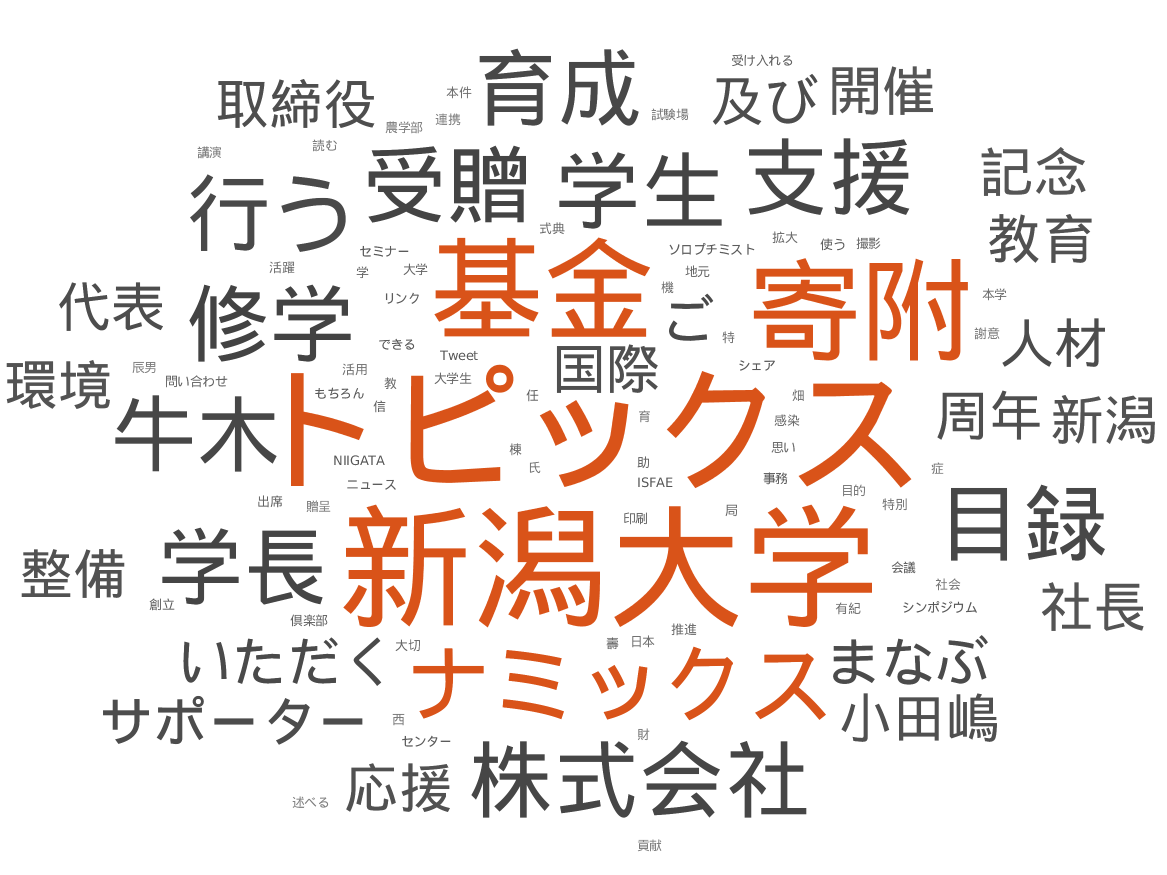 育成
受け入れる
取締役
本件
及び
開催
連携
試験場
農学部
講演
読む
受贈
学生
支援
記念
行う
教育
式典
セミナー
ソロプチミスト
拡大
使う
撮影
活躍
学
大学
基金
地元
寄附
代表
修学
リンク
機
ご
本学
できる
特
謝意
人材
環境
辰男
問い合わせ
Tweet
国際
シェア
活用
大学生
もちろん
教
任
畑
牛木
信
トピックス
育
感染
周年
新潟
NIIGATA
棟
氏
助
思い
症
ニュース
ISFAE
事務
目的
出席
贈呈
特別
目録
局
印刷
新潟大学
整備
学長
会議
社会
創立
有紀
シンポジウム
社長
倶楽部
推進
いただく
大切
壽
日本
まなぶ
ナミックス
サポーター
西
小田嶋
センター
財
応援
株式会社
述べる
貢献